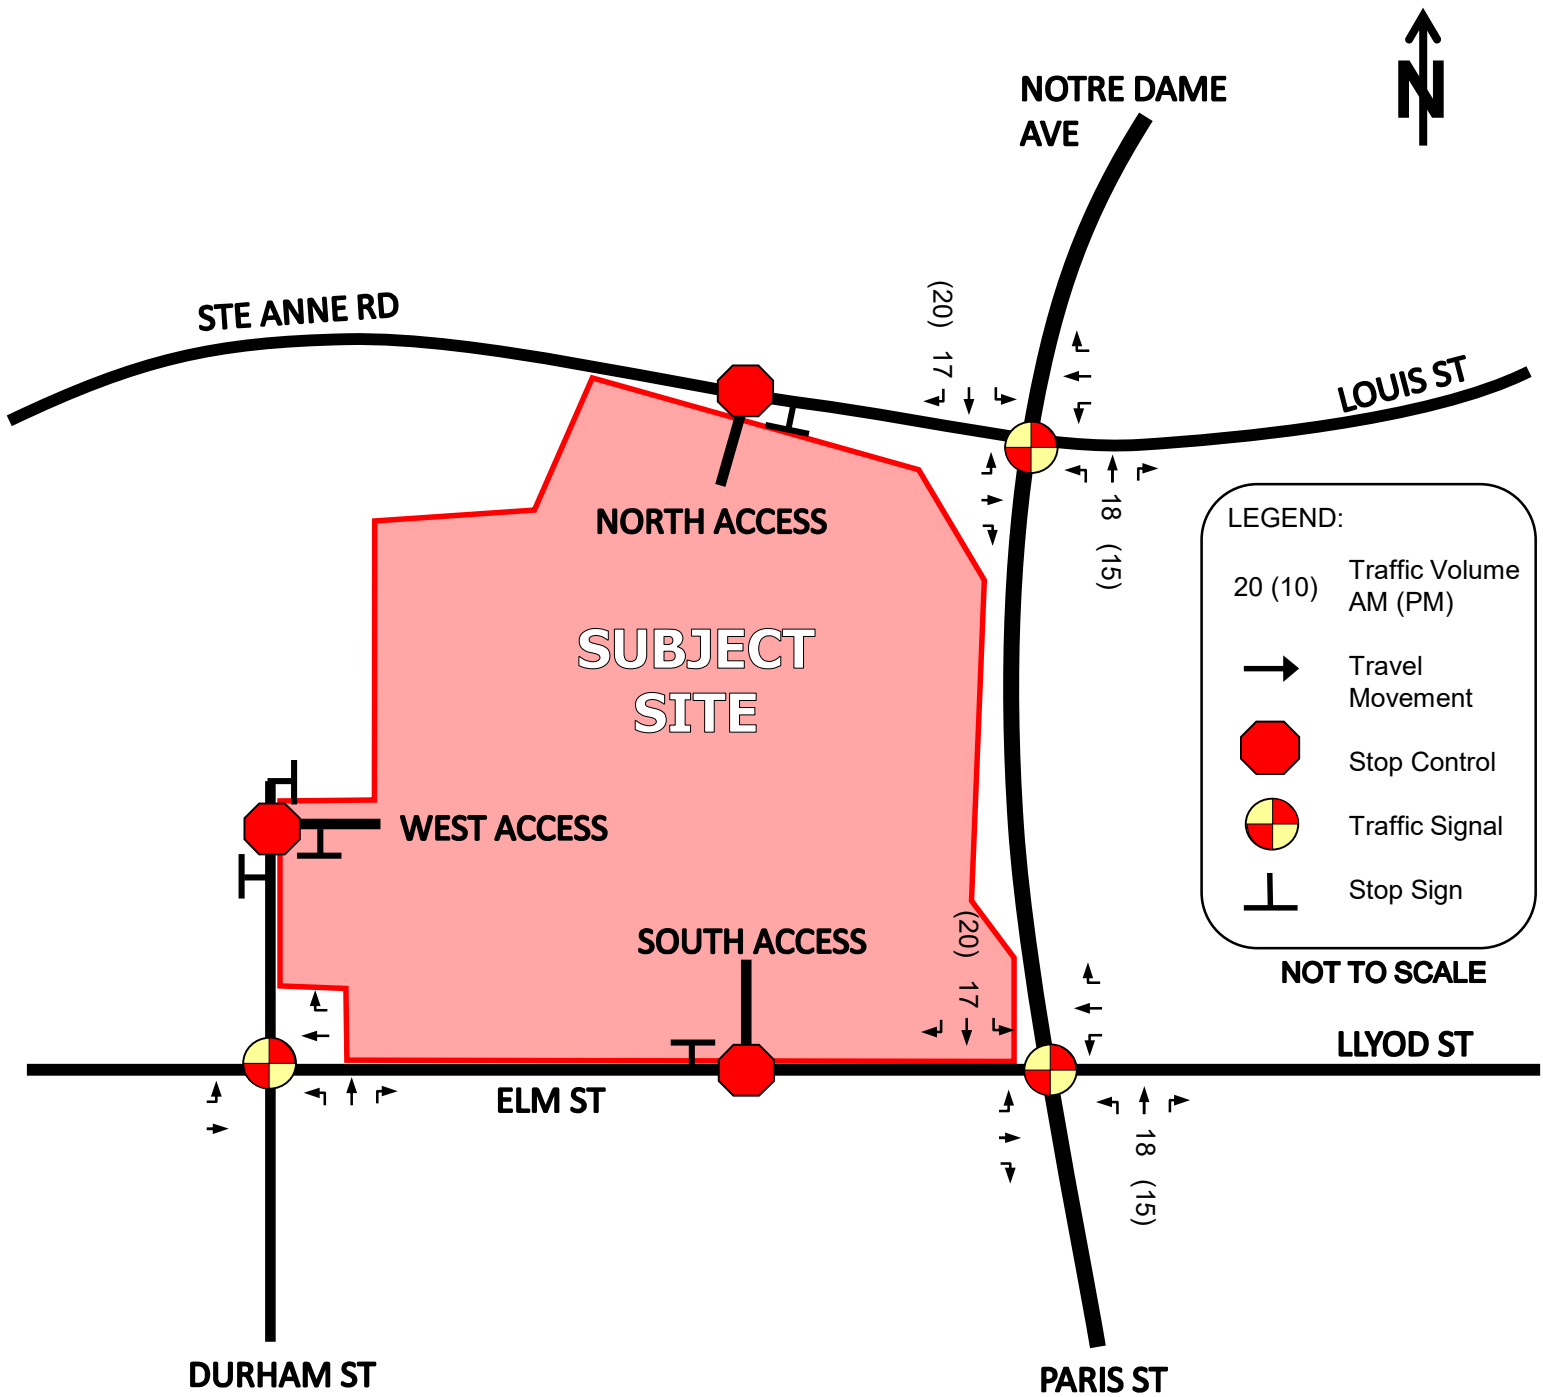 N
NOTRE DAME
AVE
STE ANNE RD
(20) 17
LOUIS ST
18 (15)
NORTH ACCESS
LEGEND:
20 (10)
Traffic Volume
AM (PM)
Travel
Movement
Stop Control
Traffic Signal
Stop Sign
SUBJECT
SITE
WEST ACCESS
SOUTH ACCESS
(20) 17
NOT TO SCALE
LLYOD ST
ELM ST
18 (15)
DURHAM ST
PARIS ST